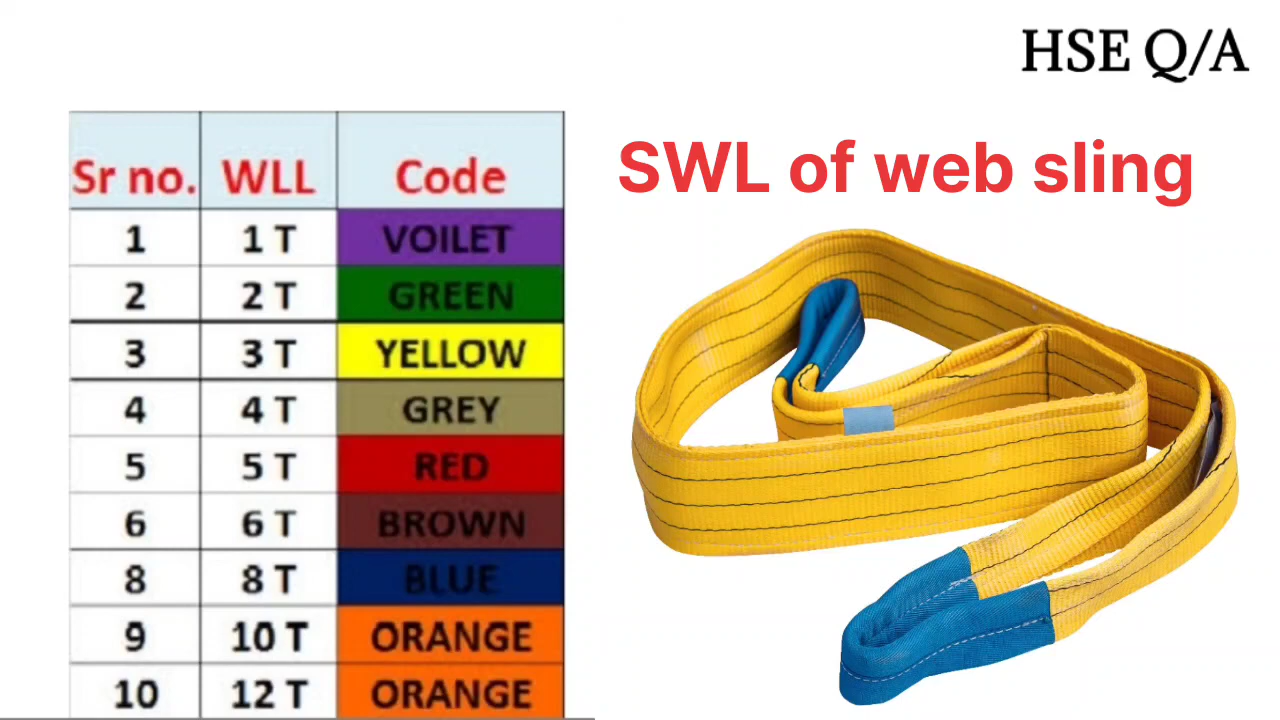 HSE Q/A
SWL of web sling
Sr no. WLL Code
1 1 T VOILET
2 2 T GREEN
3 3 T YELLOW
4 4 T GREY
5 5 T RED
6 6 T BROWN
8 8 T BLUE
9 10 T ORANGE
10 12 T ORANGE